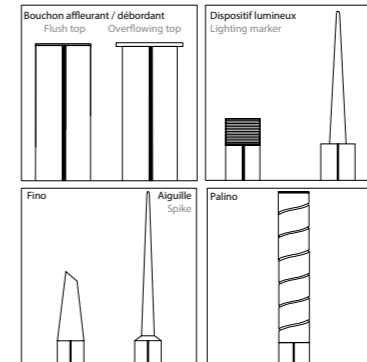 Bouchon affleurant / débordant
Flush top Overflowing top
Dispositif lumineux
Lighting marker
Fino
Aiguille
Spike
Palino